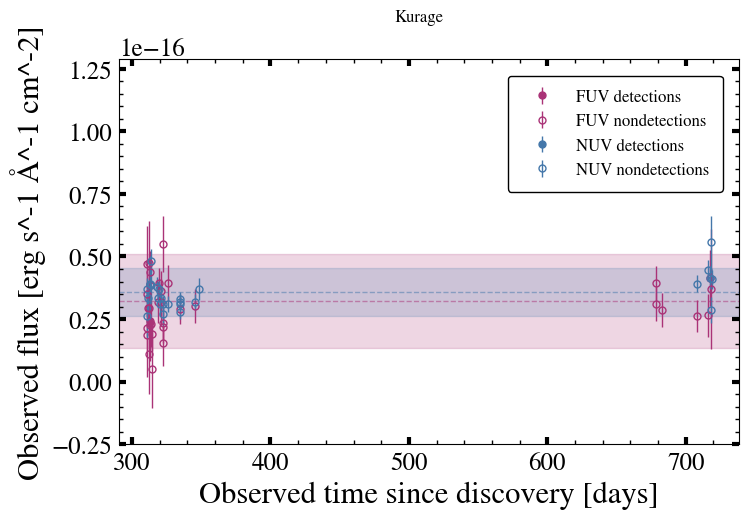 Kurage
1e−16
Observed flux [erg s^-1 Å^-1 cm^-2]
1.25
1.00
0.75
0.50
0.25
0.00
−0.25
FUV detections
FUV nondetections
NUV detections
NUV nondetections
300 400 500 600 700
Observed time since discovery [days]